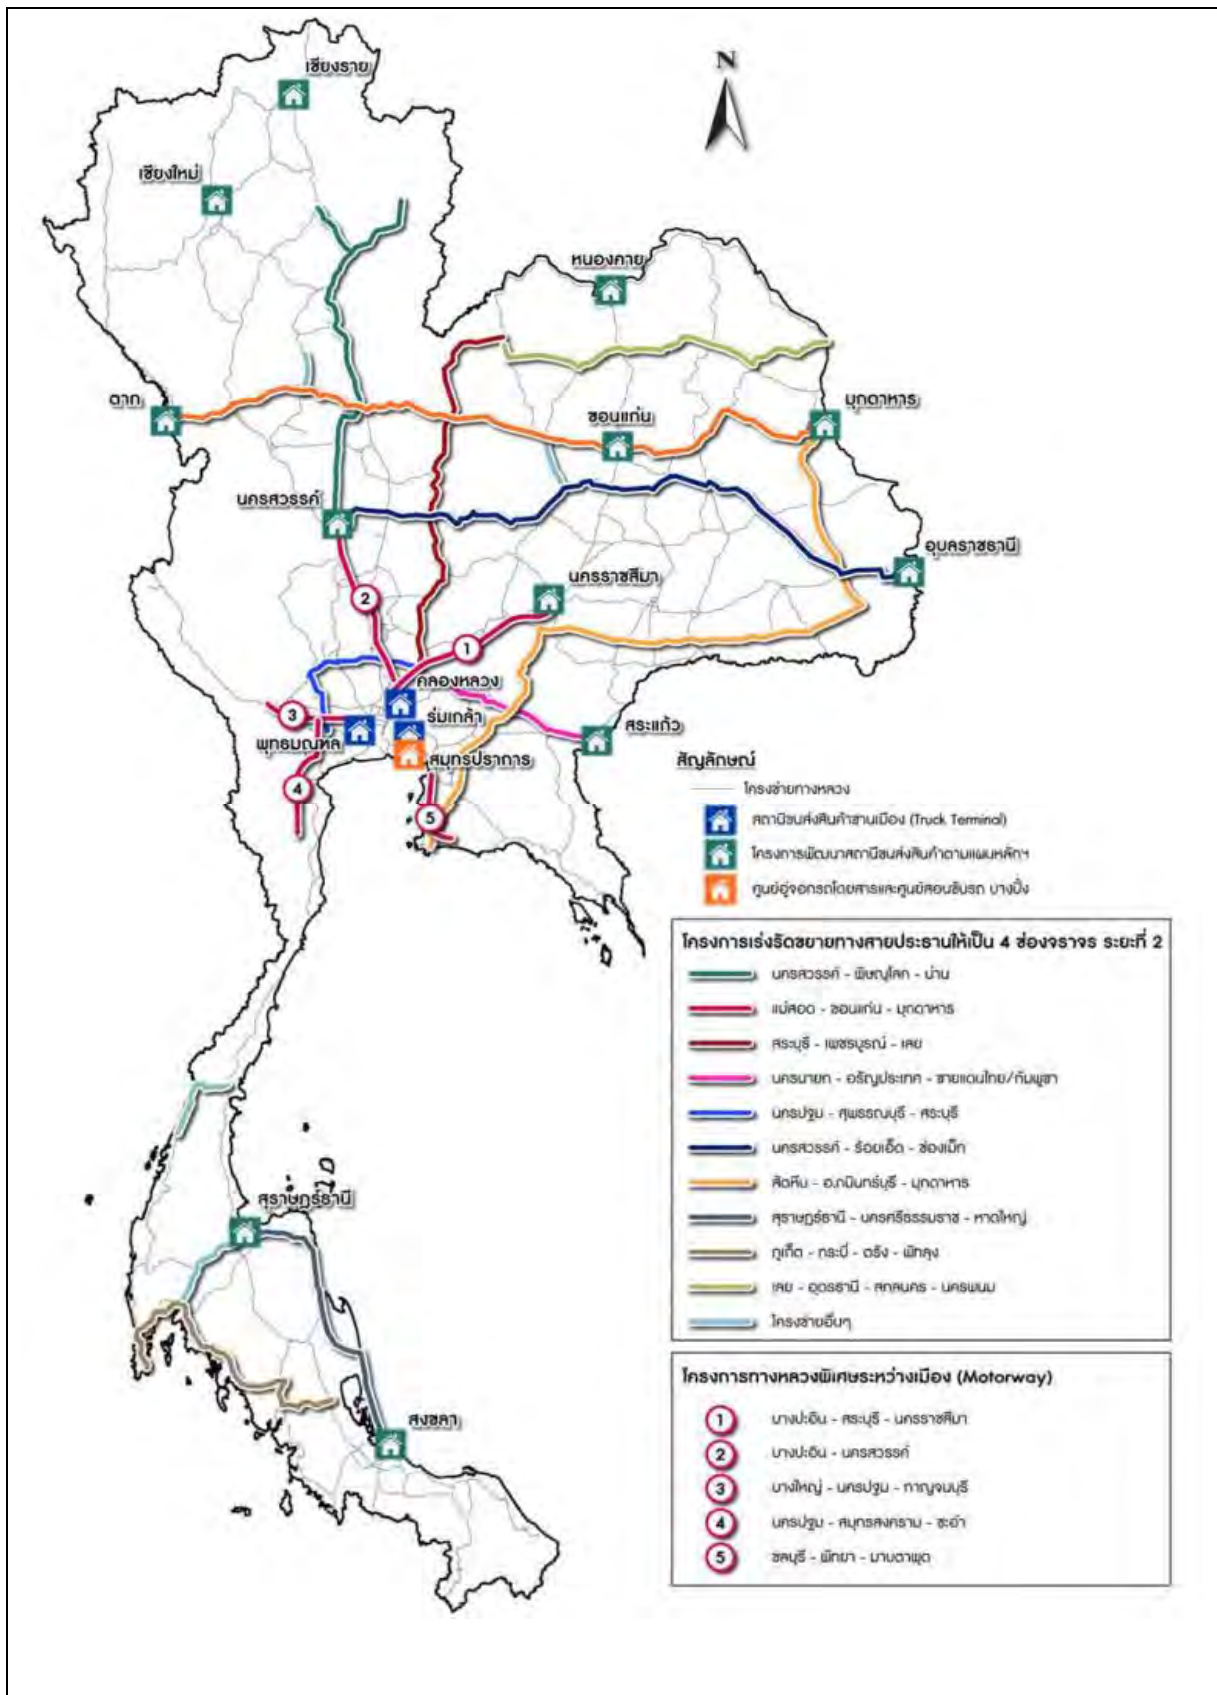 N
เชียงราย
เชียงใหม่
หนองคาย
ตาก
ขอนแก่น
มุกดาหาร
นครสวรรค์
อุบลราชธานี
นครราชสีมา
2
1
คลองหลวง
ร่มเกล้า
3
พุทธมณฑล
สมุทรปราการ
สระแก้ว
4
5
สุราษฎร์ธานี
สงขลา
สัญลักษณ์
โครงข่ายทางหลวง
สถานีขนส่งสินค้าชานเมือง (Truck Terminal)
โครงการพัฒนาสถานีขนส่งสินค้าตามแผนหลักฯ
ศูนย์อู่จอดรถโดยสารและศูนย์สอนขับรถ บางปิ้ง
โครงการเร่งรัดขยายทางสายประธานให้เป็น 4 ช่องจราจร ระยะที่ 2
นครสวรรค์ - พิษณุโลก - น่าน
แม่สอด - ขอนแก่น - มุกดาหาร
สระบุรี - เพชรบูรณ์ - เลย
นครนายก - อรัญประเทศ - ชายแดนไทย/กัมพูชา
นครปฐม - สุพรรณบุรี - สระบุรี
นครสวรรค์ - ร้อยเอ็ด - ช่องเม็ก
สัตหีบ - อ.กบินทร์บุรี - มุกดาหาร
สุราษฎร์ธานี - นครศรีธรรมราช - หาดใหญ่
ภูเก็ต - กระบี่ - ตรัง - พัทลุง
เลย - อุดรธานี - สกลนคร - นครพนม
โครงข่ายอื่นๆ
โครงการทางหลวงพิเศษระหว่างเมือง (Motorway)
1 บางปะอิน - สระบุรี - นครราชสีมา
2 บางปะอิน - นครสวรรค์
3 บางใหญ่ - นครปฐม - กาญจนบุรี
4 นครปฐม - สมุทรสงคราม - ชะอำ
5 ชลบุรี - พัทยา - มาบตาพุด